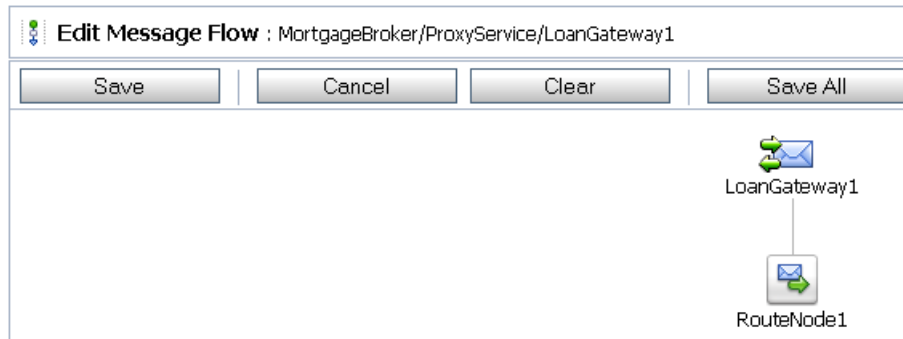 Edit Message Flow : MortgageBroker/ProxyService/LoanGateway1
Save Cancel Clear Save All
LoanGateway1
RouteNode1